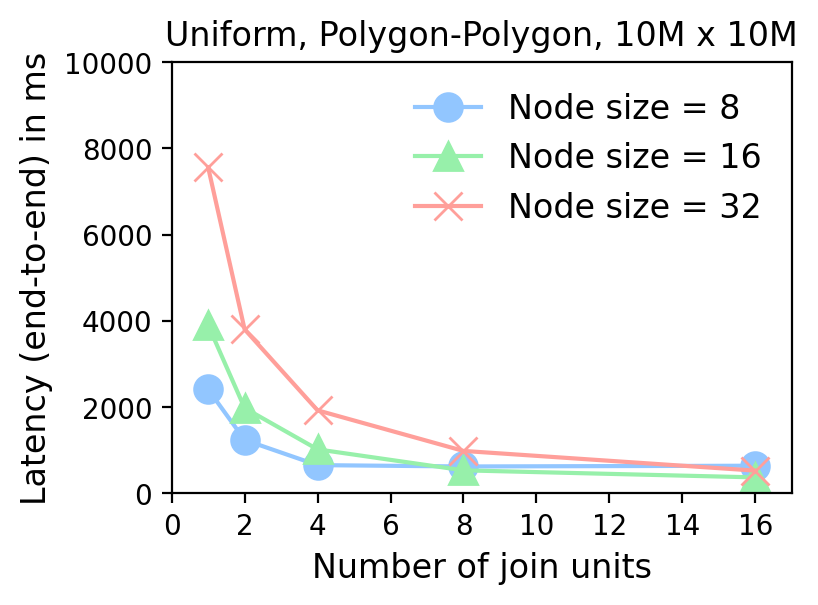 Uniform, Polygon-Polygon, 10M x 10M
Latency (end-to-end) in ms
10000
8000
6000
4000
2000
0
Node size = 8
Node size = 16
Node size = 32
0 2 4 6 8 10 12 14 16
Number of join units